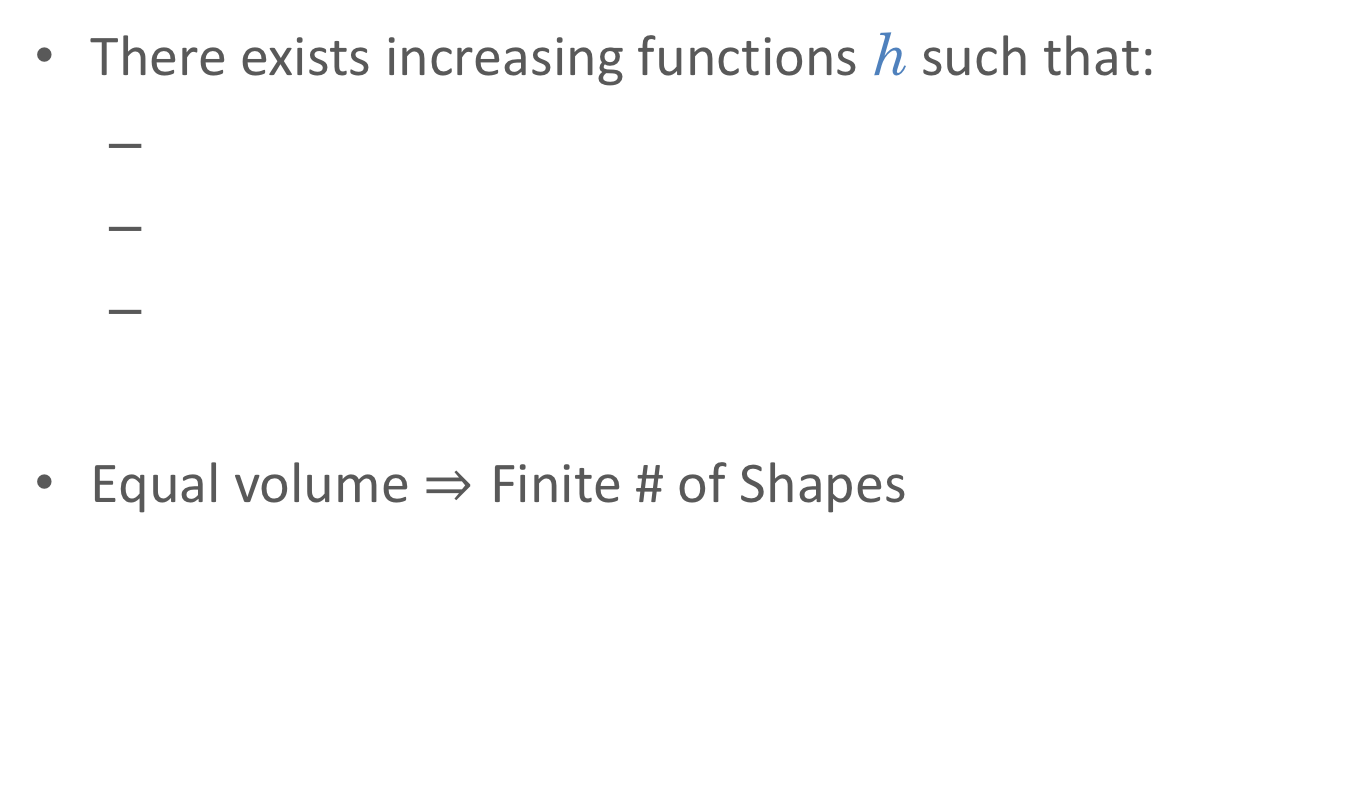 • There exists increasing functions h such that:
–
–
–
• Equal volume ⇒ Finite # of Shapes